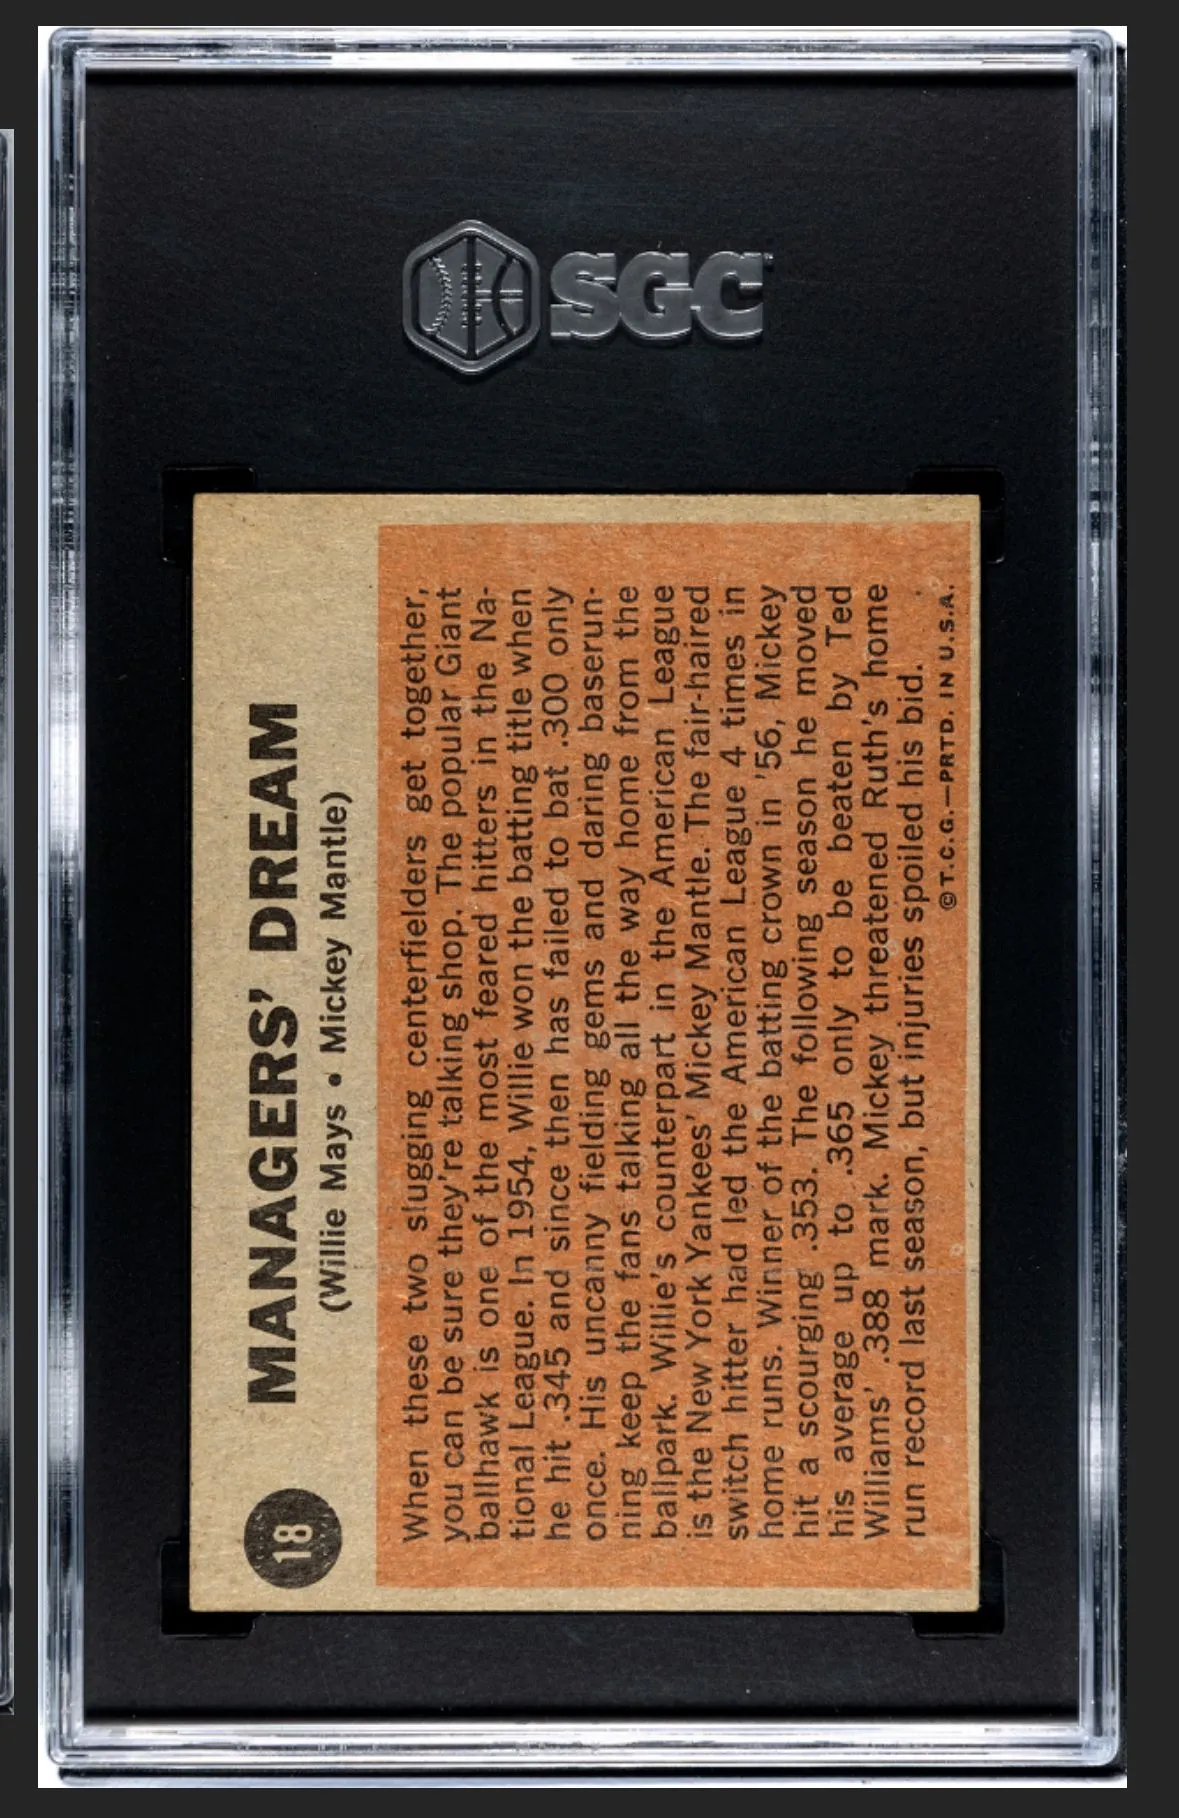 SGC
18
MANAGERS' DREAM
(Willie Mays • Mickey Mantle)
When these two slugging centerfielders get together,
you can be sure they're talking shop. The popular Giant
ballhawk is one of the most feared hitters in the Na-
tional League. In 1954, Willie won the batting title when
he hit .345 and since then has failed to bat .300 only
once. His uncanny fielding gems and daring baserun-
ning keep the fans talking all the way home from the
ballpark. Willie's counterpart in the American League
is the New York Yankees' Mickey Mantle. The fair-haired
switch hitter had led the American League 4 times in
home runs. Winner of the batting crown in '56, Mickey
hit a scourging .353. The following season he moved
his average up to .365 only to be beaten by Ted
Williams' .388 mark. Mickey threatened Ruth's home
run record last season, but injuries spoiled his bid.
©T.C.G.—PRTD. IN U.S.A.